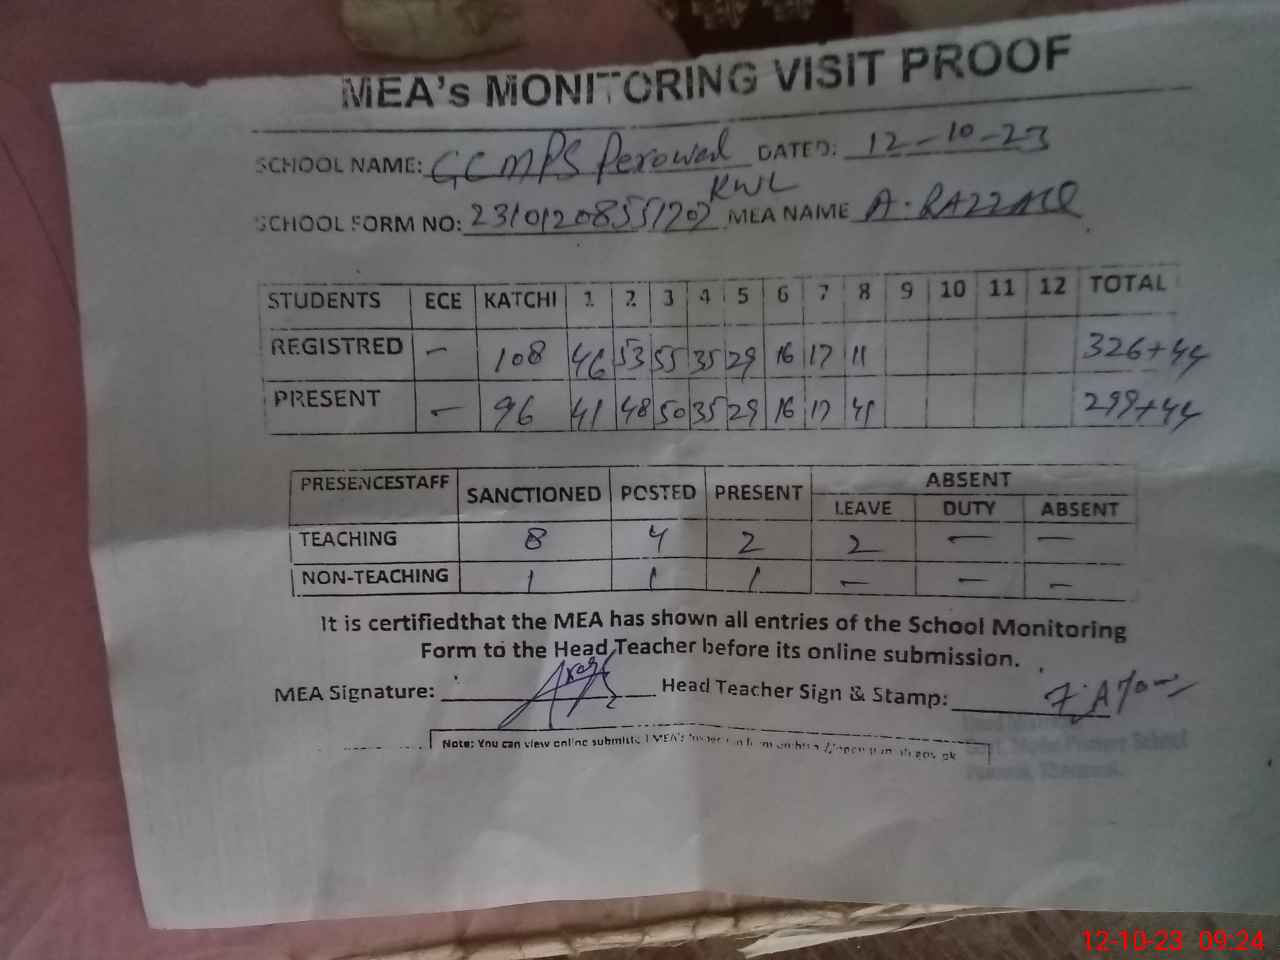 MEA's MONITORING VISIT PROOF
SCHOOL NAME: GCMPS Perowal DATED: 12-10-23
KWL
SCHOOL FORM NO: MEA NAME A. RAZZAQ
STUDENTS ECE KATCHI 1 2 3 4 5 6 7 8 9 10 11 12 TOTAL
REGISTRED - 108 46 53 55 35 29 16 17 11 326+44
PRESENT - 96 41 48 50 35 29 16 17 299+44
PRESENCESTAFF SANCTIONED POSTED PRESENT ABSENT
LEAVE DUTY ABSENT
TEACHING 8 4 2 2 - -
NON-TEACHING 1 1 1 - - -
It is certifiedthat the MEA has shown all entries of the School Monitoring
Form to the Head Teacher before its online submission.
MEA Signature: Head Teacher Sign & Stamp:
Note: You can view online
12-10-23 09:24